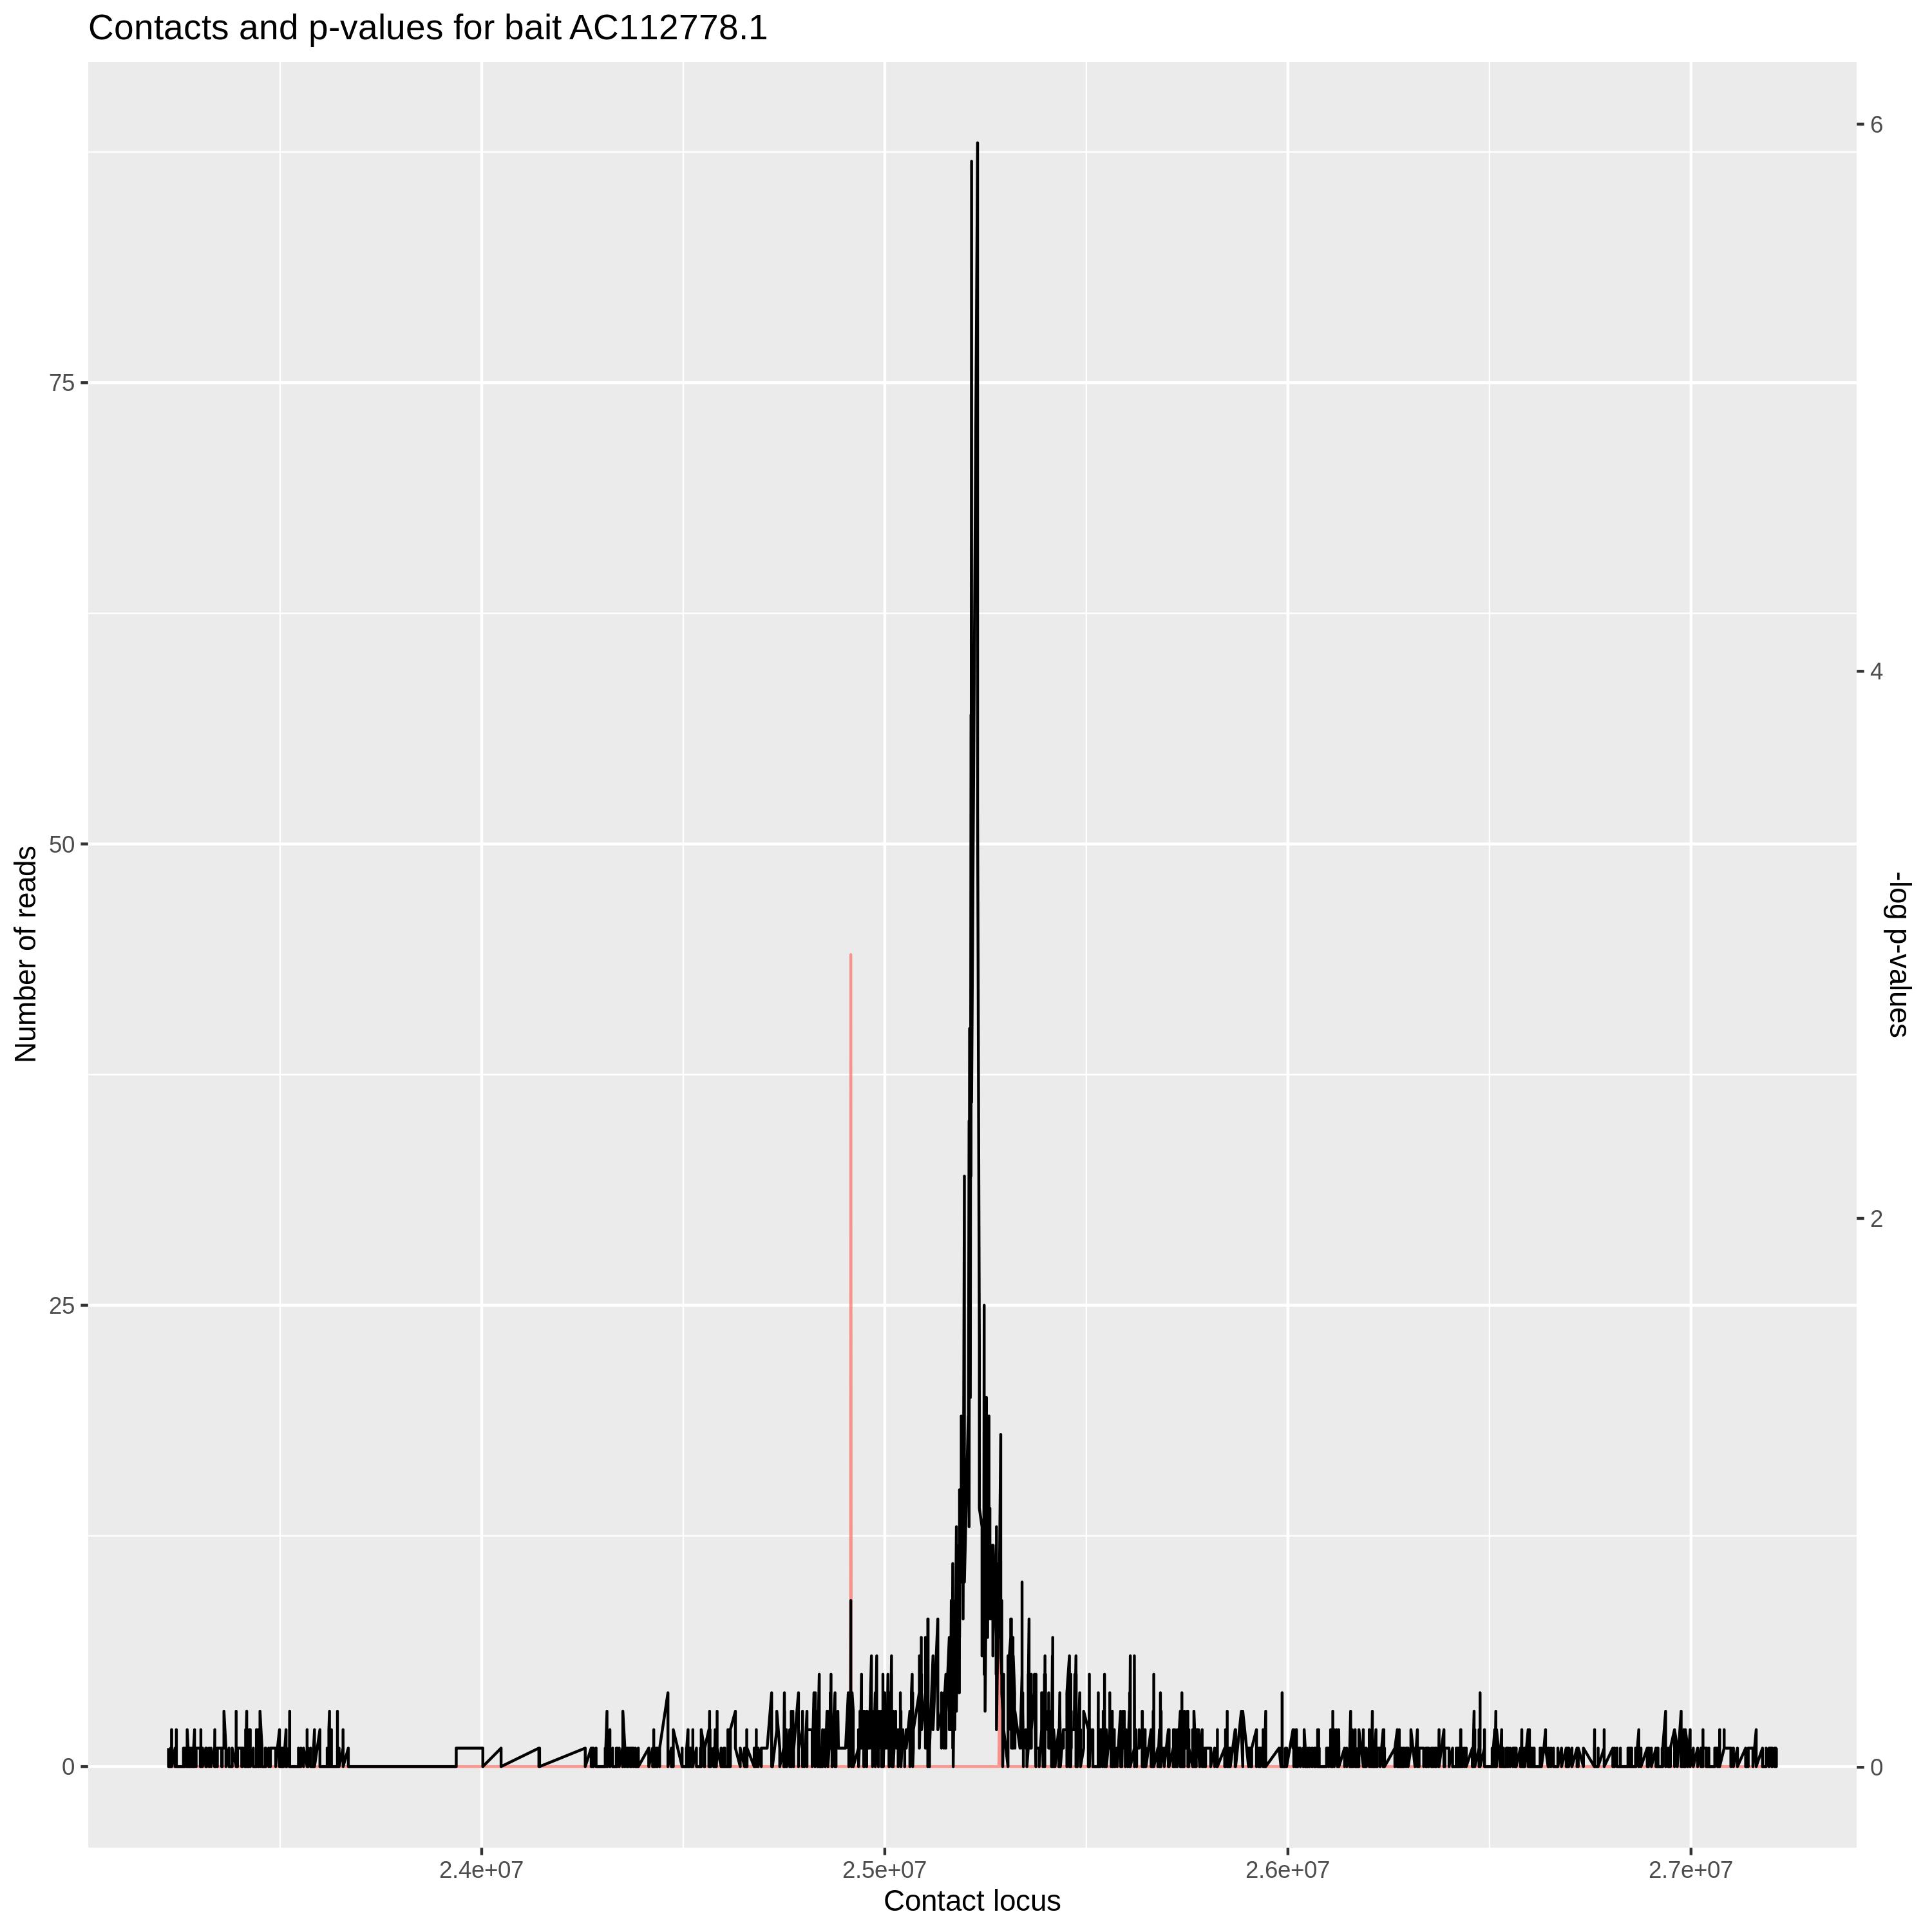 Contacts and p-values for bait AC112778.1
6
75
4
50
Number of reads
-log p-values
2
25
0
0
2.4e+07 2.5e+07 2.6e+07 2.7e+07
Contact locus